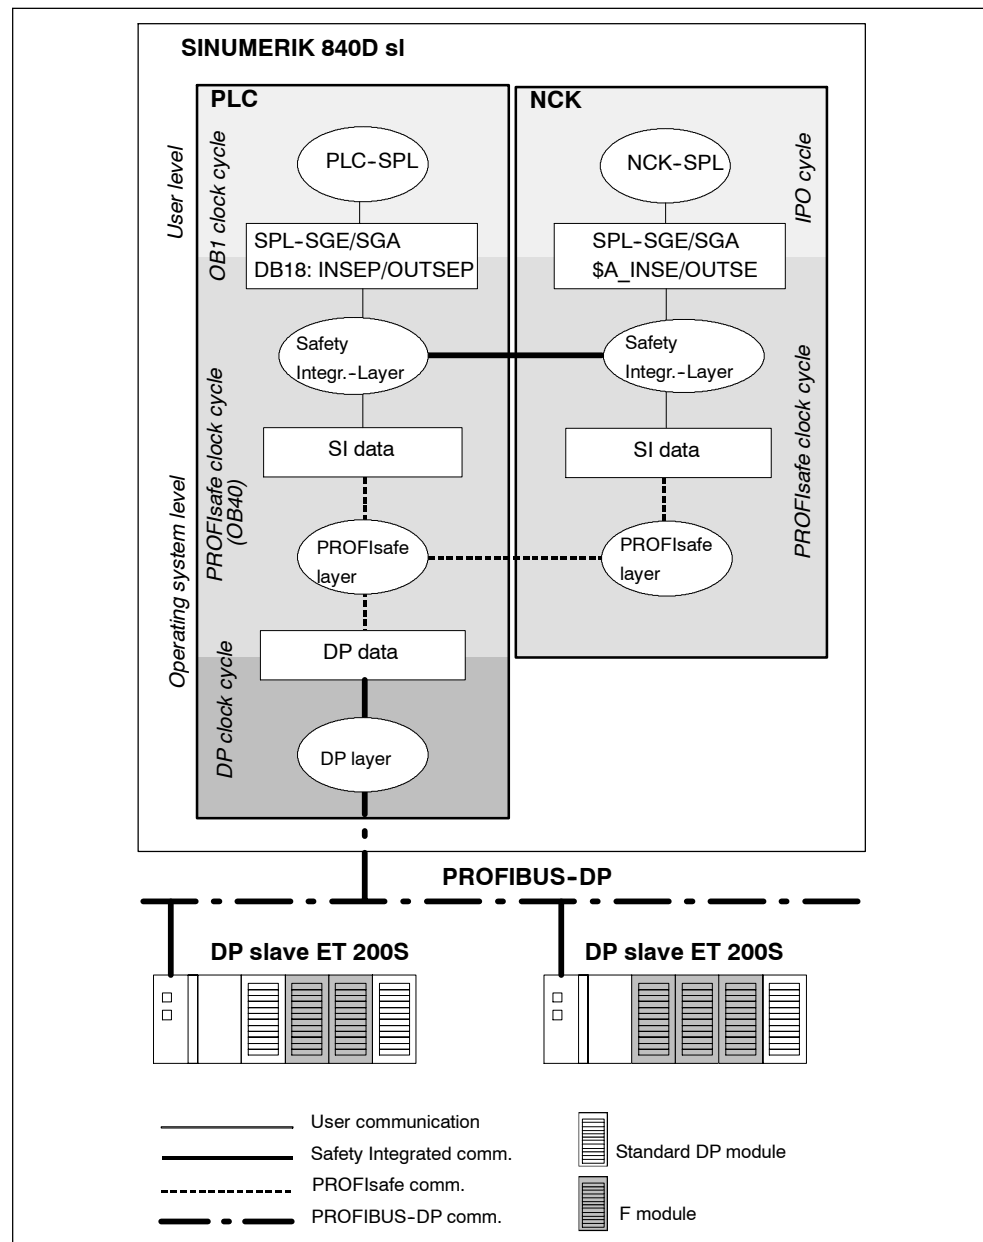 SINUMERIK 840D sl
PLC
NCK
User level
OB1 clock cycle
PLC-SPL
NCK-SPL
IPO cycle
SPL-SGE/SGA
DB18: INSEP/OUTSEP
SPL-SGE/SGA
$A_INSE/OUTSE
Safety
Integr.-Layer
Safety
Integr.-Layer
Operating system level
PROFIsafe clock cycle
(OB40)
PROFIsafe clock cycle
SI data
SI data
PROFIsafe
layer
PROFIsafe
layer
DP clock cycle
DP data
DP layer
PROFIBUS-DP
DP slave ET 200S
DP slave ET 200S
User communication
Safety Integrated comm.
PROFIsafe comm.
PROFIBUS-DP comm.
Standard DP module
F module